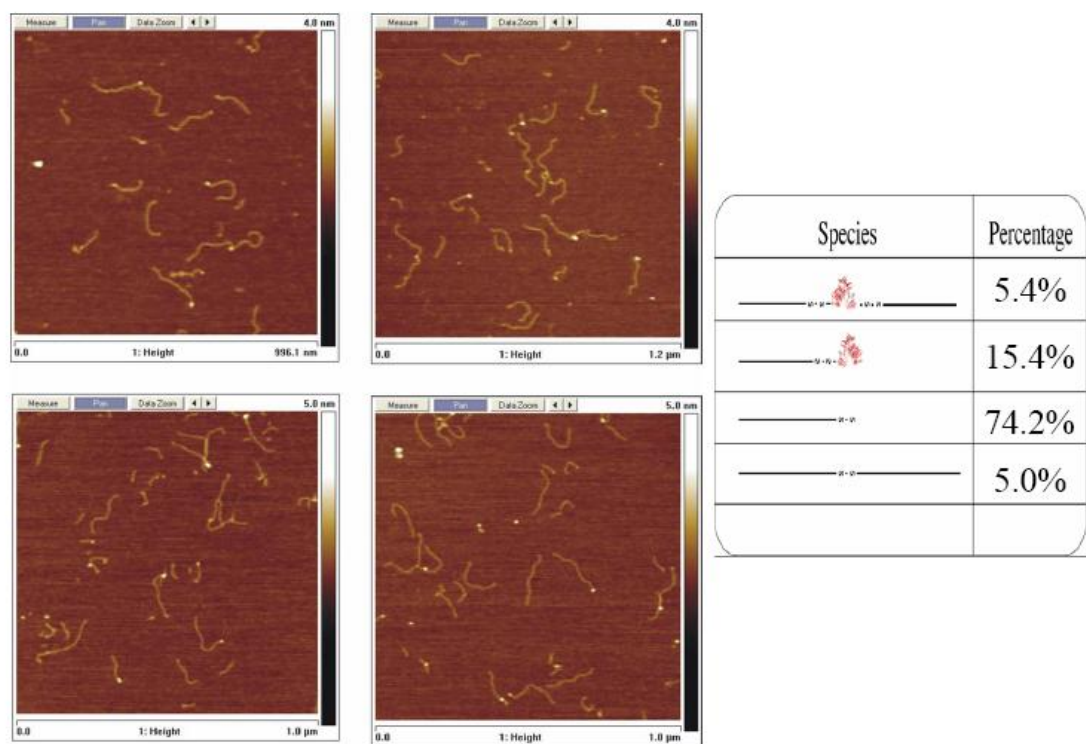 Measure Pan Data Zoom 4.0 nm
0.0 1: Height 996.1 nm
Measure Pan Data Zoom 4.0 nm
0.0 1: Height 1.2 µm
Measure Pan Data Zoom 5.0 nm
0.0 1: Height 1.0 µm
Measure Pan Data Zoom 5.0 nm
0.0 1: Height 1.0 µm
Species Percentage
5.4%
15.4%
74.2%
5.0%